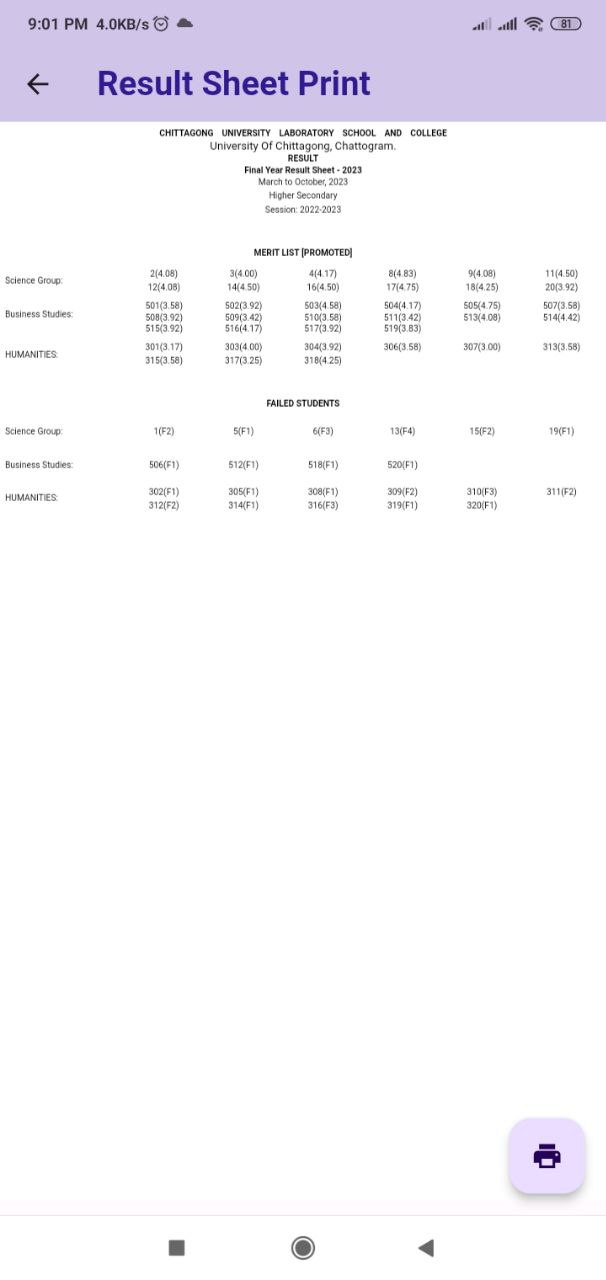 9:01 PM 4.0KB/s 81
Result Sheet Print
CHITTAGONG UNIVERSITY LABORATORY SCHOOL AND COLLEGE
University Of Chittagong, Chattogram.
RESULT
Final Year Result Sheet - 2023
March to October, 2023
Higher Secondary
Session: 2022-2023
MERIT LIST [PROMOTED]
Science Group: 2(4.08) 3(4.00) 4(4.17) 8(4.83) 9(4.08) 11(4.50)
12(4.08) 14(4.50) 16(4.50) 17(4.75) 18(4.25) 20(3.92)
Business Studies: 501(3.58) 502(3.92) 503(4.58) 504(4.17) 505(4.75) 507(3.58)
508(3.92) 509(3.42) 510(3.58) 511(3.42) 513(4.08) 514(4.42)
515(3.92) 516(4.17) 517(3.92) 519(3.83)
HUMANITIES: 301(3.17) 303(4.00) 304(3.92) 306(3.58) 307(3.00) 313(3.58)
315(3.58) 317(3.25) 318(4.25)
FAILED STUDENTS
Science Group: 1(F2) 5(F1) 6(F3) 13(F4) 15(F2) 19(F1)
Business Studies: 506(F1) 512(F1) 518(F1) 520(F1)
HUMANITIES: 302(F1) 305(F1) 308(F1) 309(F2) 310(F3) 311(F2)
312(F2) 314(F1) 316(F3) 319(F1) 320(F1)